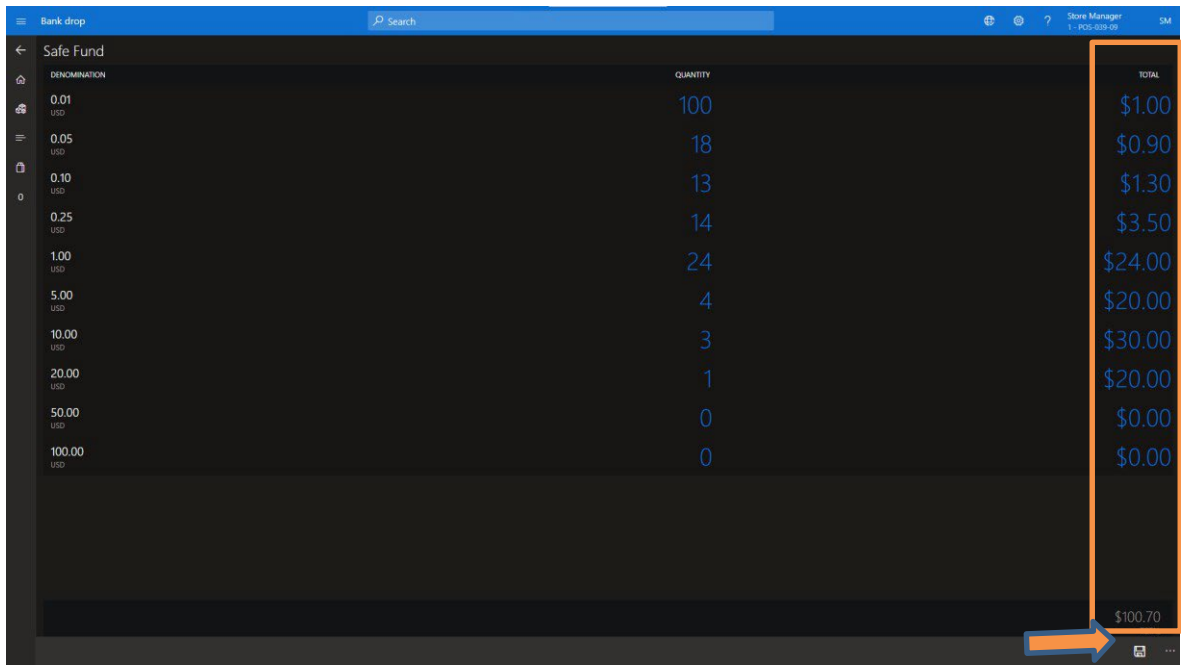 Bank drop
Search
?
Store Manager
1 - POS-039-09
SM
Safe Fund
DENOMINATION QUANTITY TOTAL
0.01 100 $1.00
USD
0.05 18 $0.90
USD
0.10 13 $1.30
USD
0
0.25 14 $3.50
USD
1.00 24 $24.00
USD
5.00 4 $20.00
USD
10.00 3 $30.00
USD
20.00 1 $20.00
USD
50.00 0 $0.00
USD
100.00 0 $0.00
USD
$100.70